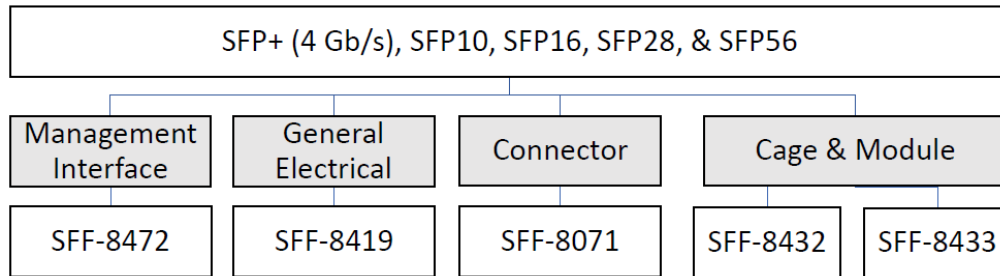 SFP+ (4 Gb/s), SFP10, SFP16, SFP28, & SFP56
Management
Interface
General
Electrical
Connector
Cage & Module
SFF-8472
SFF-8419
SFF-8071
SFF-8432
SFF-8433